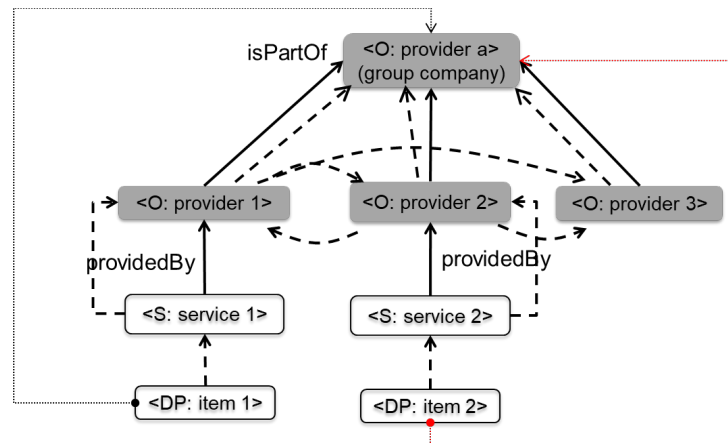 isPartOf
<O: provider a>
(group company)
<O: provider 1>
<O: provider 2>
<O: provider 3>
providedBy
providedBy
<S: service 1>
<S: service 2>
<DP: item 1>
<DP: item 2>